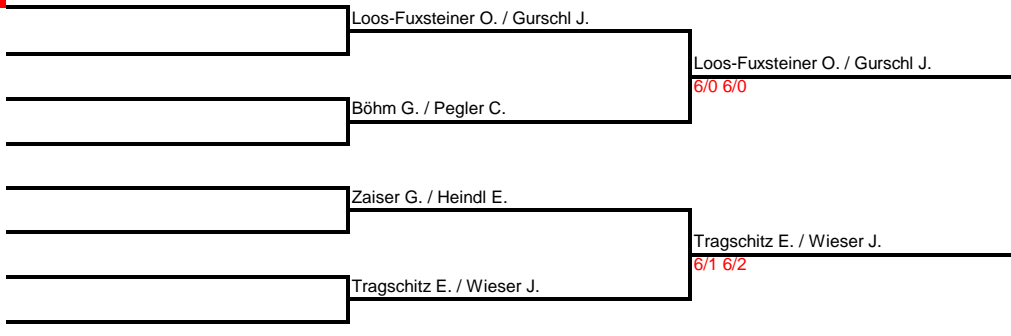 Loos-Fuxsteiner O. / Gurschl J.
Loos-Fuxsteiner O. / Gurschl J.
6/0 6/0
Böhm G. / Pegler C.
Zaiser G. / Heindl E.
Tragschitz E. / Wieser J.
6/1 6/2
Tragschitz E. / Wieser J.